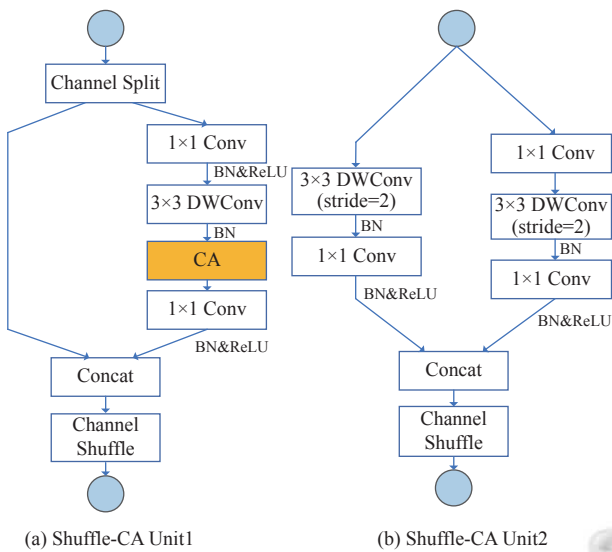 Channel Split
1×1 Conv
BN&ReLU
3×3 DWConv
BN
CA
1×1 Conv
BN&ReLU
Concat
Channel
Shuffle
(a) Shuffle-CA Unit1
3×3 DWConv
(stride=2)
BN
1×1 Conv
BN&ReLU
1×1 Conv
3×3 DWConv
(stride=2)
BN
1×1 Conv
BN&ReLU
Concat
Channel
Shuffle
(b) Shuffle-CA Unit2